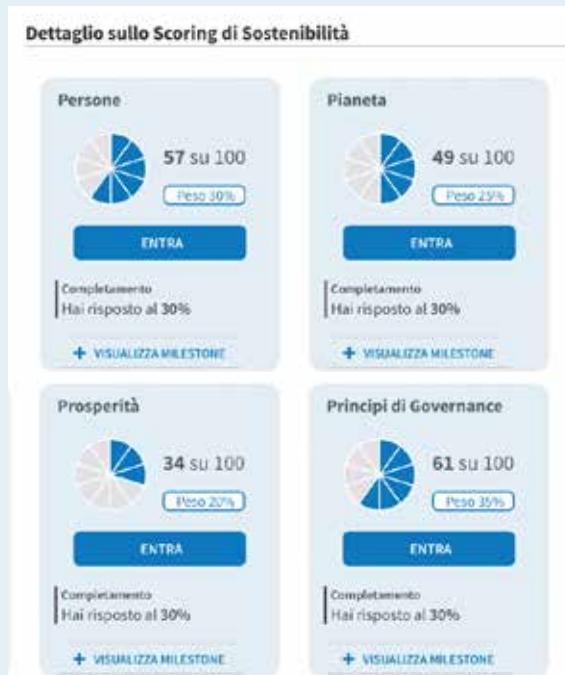 Dettaglio sullo Scoring di Sostenibilità
Persone
57 su 100
Peso 30%
ENTRA
Completamento
Hai risposto al 30%
+ VISUALIZZA MILESTONE
Pianeta
49 su 100
Peso 25%
ENTRA
Completamento
Hai risposto al 30%
+ VISUALIZZA MILESTONE
Prosperità
34 su 100
Peso 20%
ENTRA
Completamento
Hai risposto al 30%
+ VISUALIZZA MILESTONE
Principi di Governance
61 su 100
Peso 35%
ENTRA
Completamento
Hai risposto al 30%
+ VISUALIZZA MILESTONE